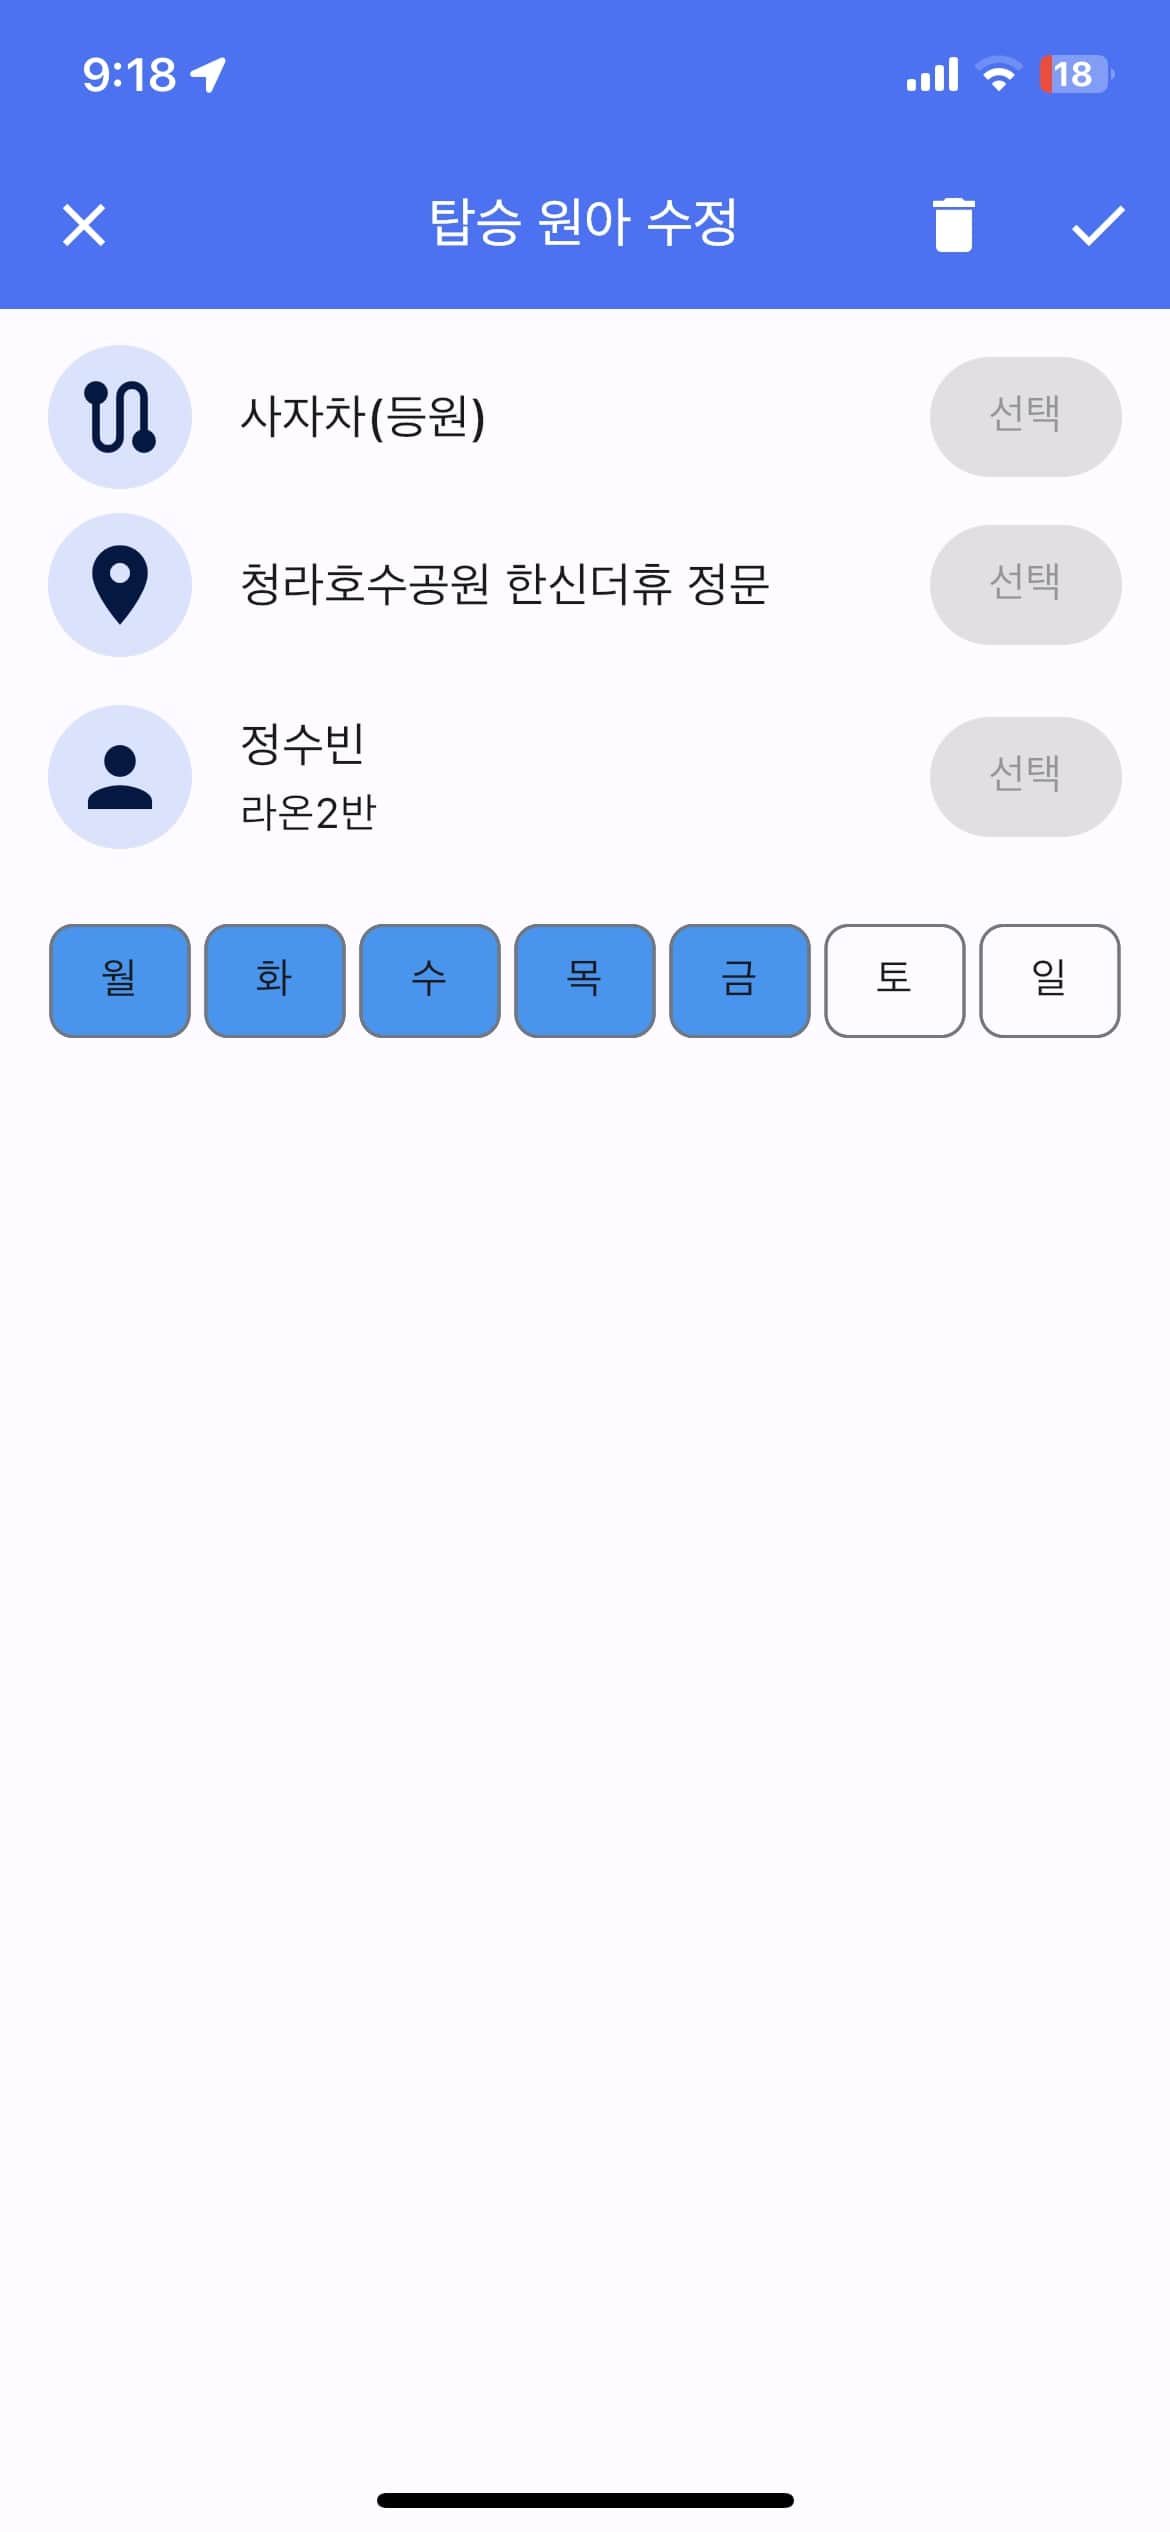 9:18
18
탑승 원아 수정
사자차(등원)
선택
청라호수공원 한신더휴 정문
선택
정수빈
라온2반
선택
월 화 수 목 금 토 일